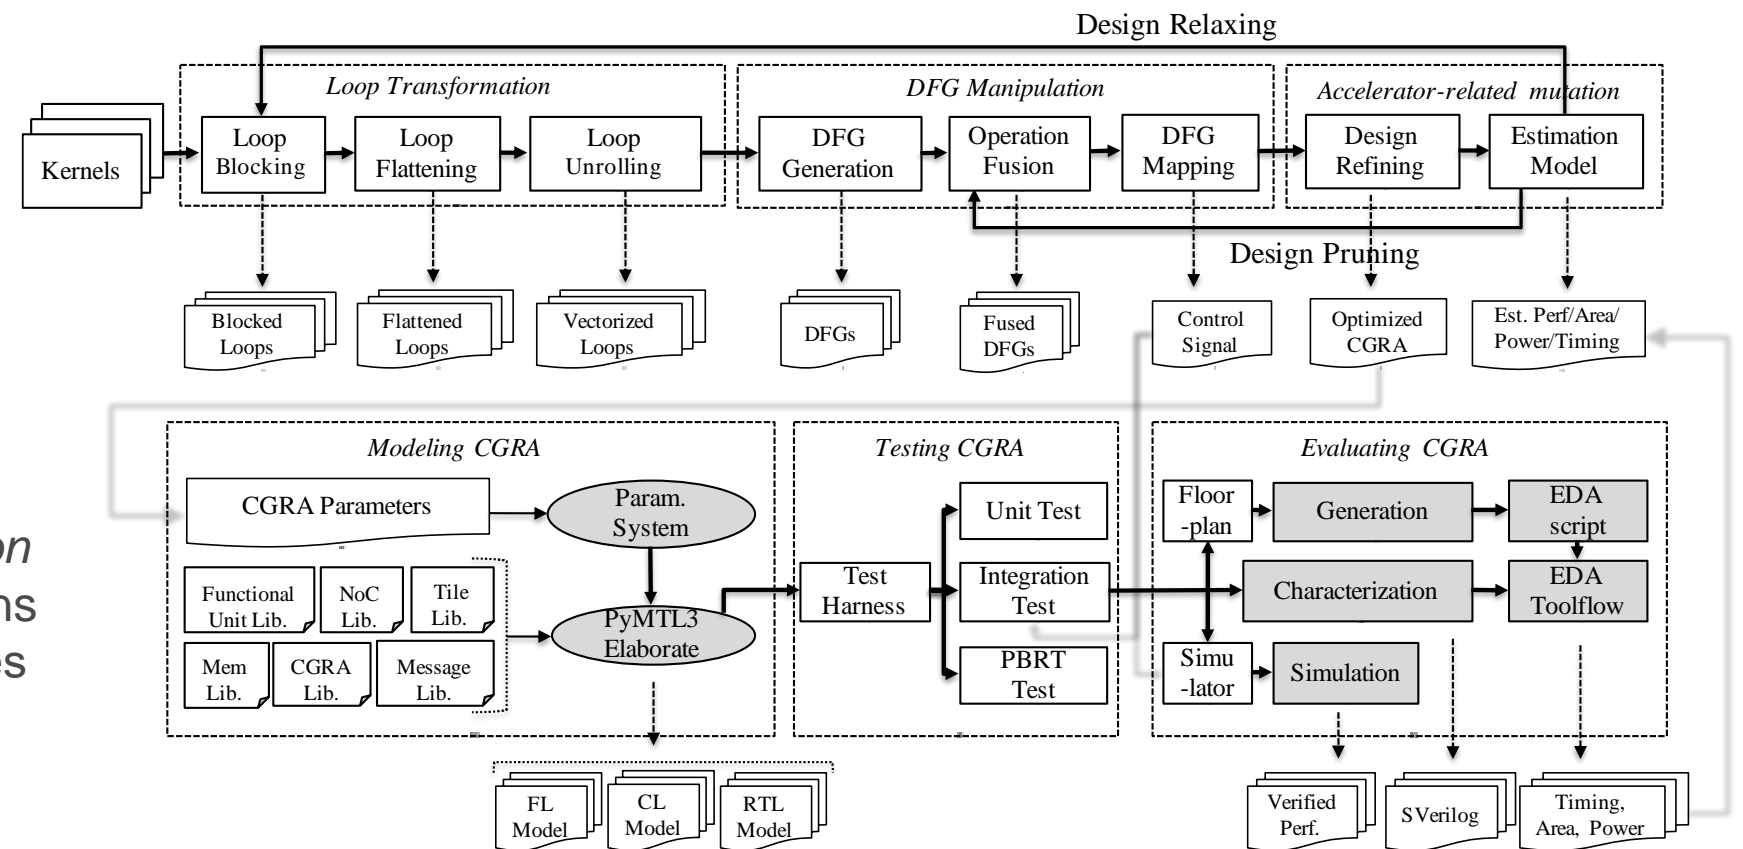 Design Relaxing
Loop Transformation
DFG Manipulation
Accelerator-related mutation
Kernels
Loop
Blocking
Loop
Flattening
Loop
Unrolling
DFG
Generation
Operation
Fusion
DFG
Mapping
Design
Refining
Estimation
Model
Design Pruning
Blocked
Loops
Flattened
Loops
Vectorized
Loops
DFGs
Fused
DFGs
Control
Signal
Optimized
CGRA
Est. Perf/Area/
Power/Timing
Modeling CGRA
Testing CGRA
Evaluating CGRA
CGRA Parameters
Param.
System
Functional
Unit Lib.
NoC
Lib.
Tile
Lib.
Mem
Lib.
CGRA
Lib.
Message
Lib.
PyMTL3
Elaborate
Test
Harness
Unit Test
Integration
Test
PBRT
Test
Floor
-plan
Generation
EDA
script
Characterization
EDA
Toolflow
Simu
-lator
Simulation
on
ns
es
FL
Model
CL
Model
RTL
Model
Verified
Perf.
SVerilog
Timing,
Area, Power